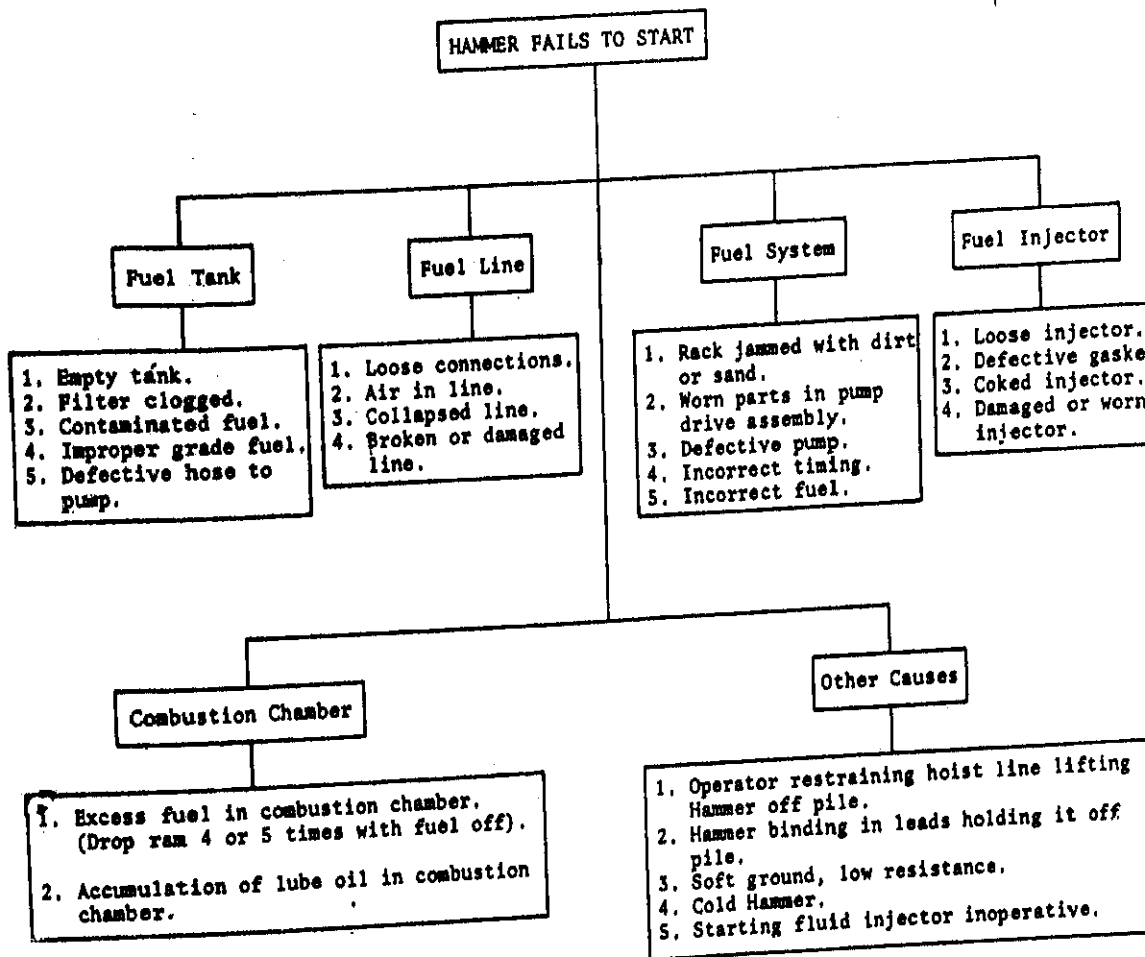 HAMMER FAILS TO START
Fuel Tank
1. Empty tank.
2. Filter clogged.
3. Contaminated fuel.
4. Improper grade fuel.
5. Defective hose to
pump.
Fuel Line
1. Loose connections.
2. Air in line.
3. Collapsed line.
4. Broken or damaged
line.
Fuel System
1. Rack jammed with dirt
or sand.
2. Worn parts in pump
drive assembly.
3. Defective pump.
4. Incorrect timing.
5. Incorrect fuel.
Fuel Injector
1. Loose injector.
2. Defective gaske
3. Coked injector.
4. Damaged or worn
injector.
Combustion Chamber
1. Excess fuel in combustion chamber.
(Drop ram 4 or 5 times with fuel off).
2. Accumulation of lube oil in combustion
chamber.
Other Causes
1. Operator restraining hoist line lifting
Hammer off pile.
2. Hammer binding in leads holding it off
pile.
3. Soft ground, low resistance.
4. Cold Hammer.
5. Starting fluid injector inoperative.